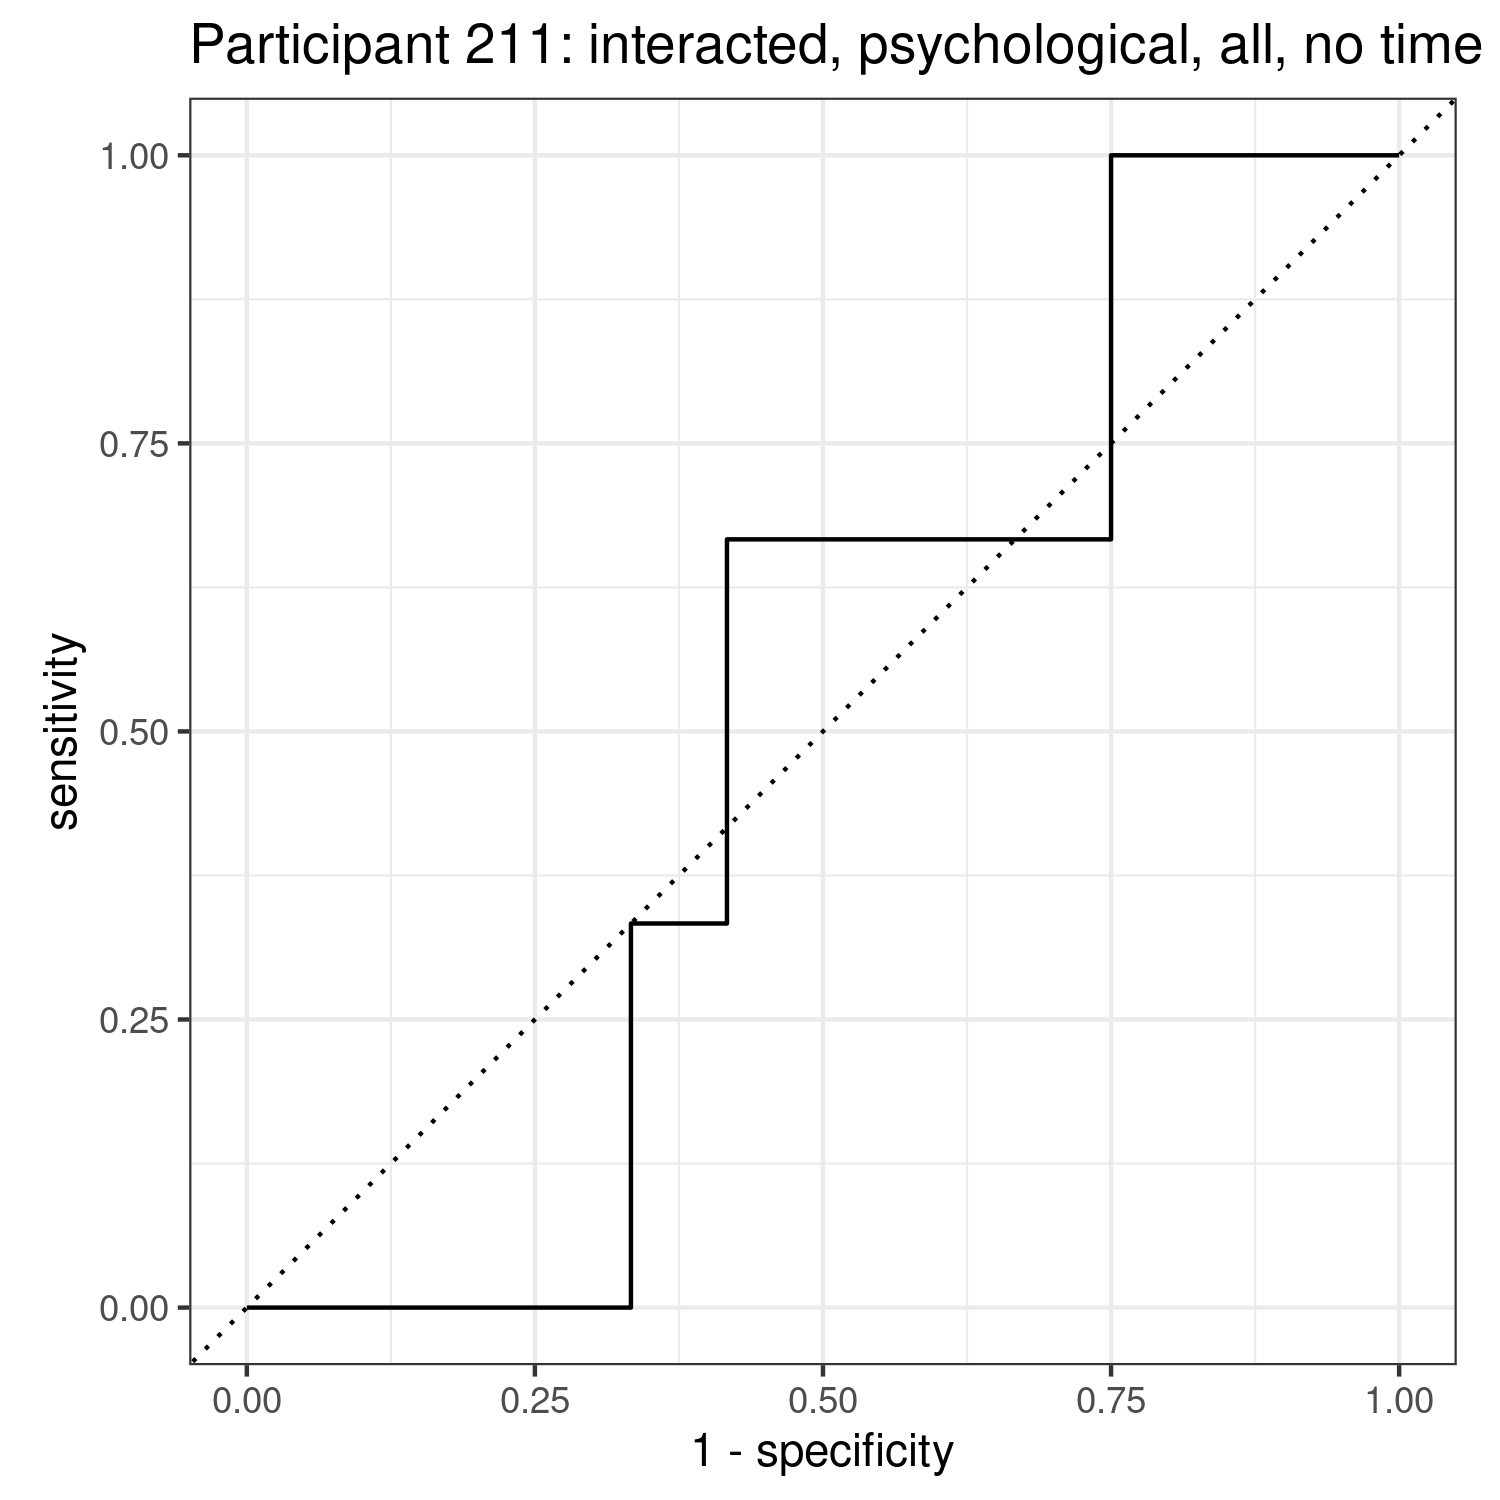 Participant 211: interacted, psychological, all, no time
1.00
0.75
0.50
0.25
0.00
sensitivity
0.00 0.25 0.50 0.75 1.00
1 - specificity